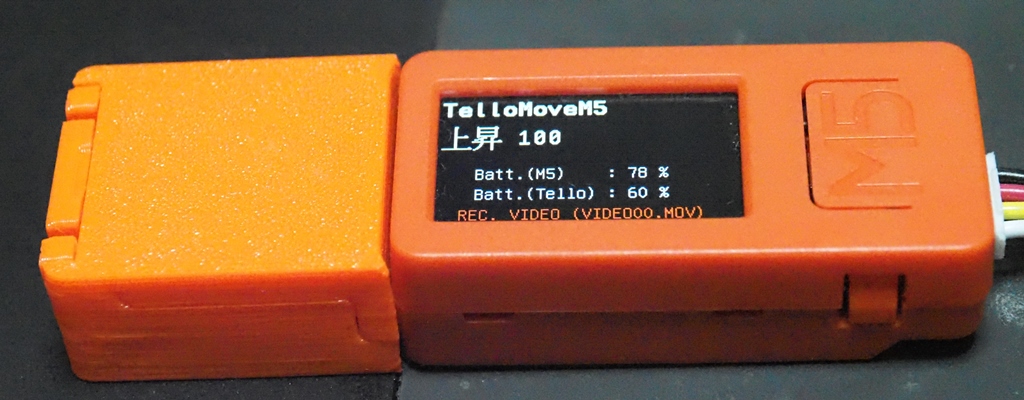 TelloMoveM5
上昇 100
Batt.(M5) : 78 %
Batt.(Tello) : 60 %
REC. VIDEO (VIDEO00.MOV)
M5